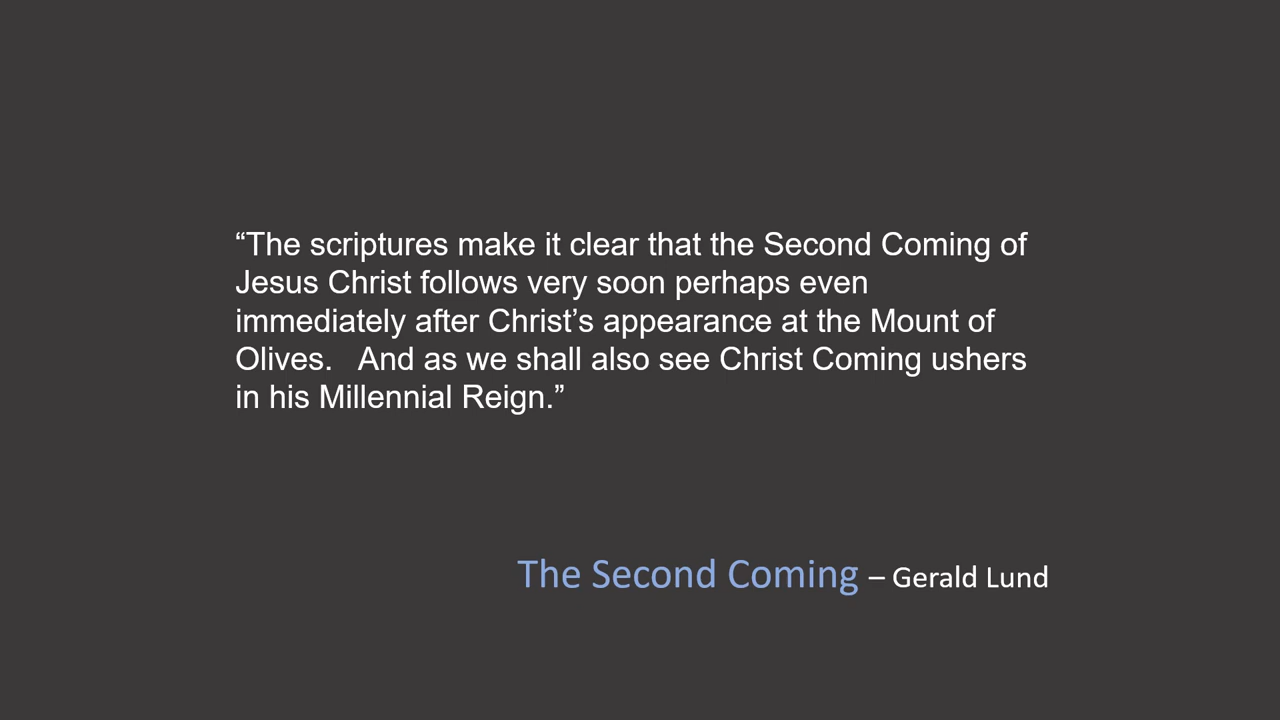 “The scriptures make it clear that the Second Coming of
Jesus Christ follows very soon perhaps even
immediately after Christ’s appearance at the Mount of
Olives.   And as we shall also see Christ Coming ushers
in his Millennial Reign.”
The Second Coming – Gerald Lund